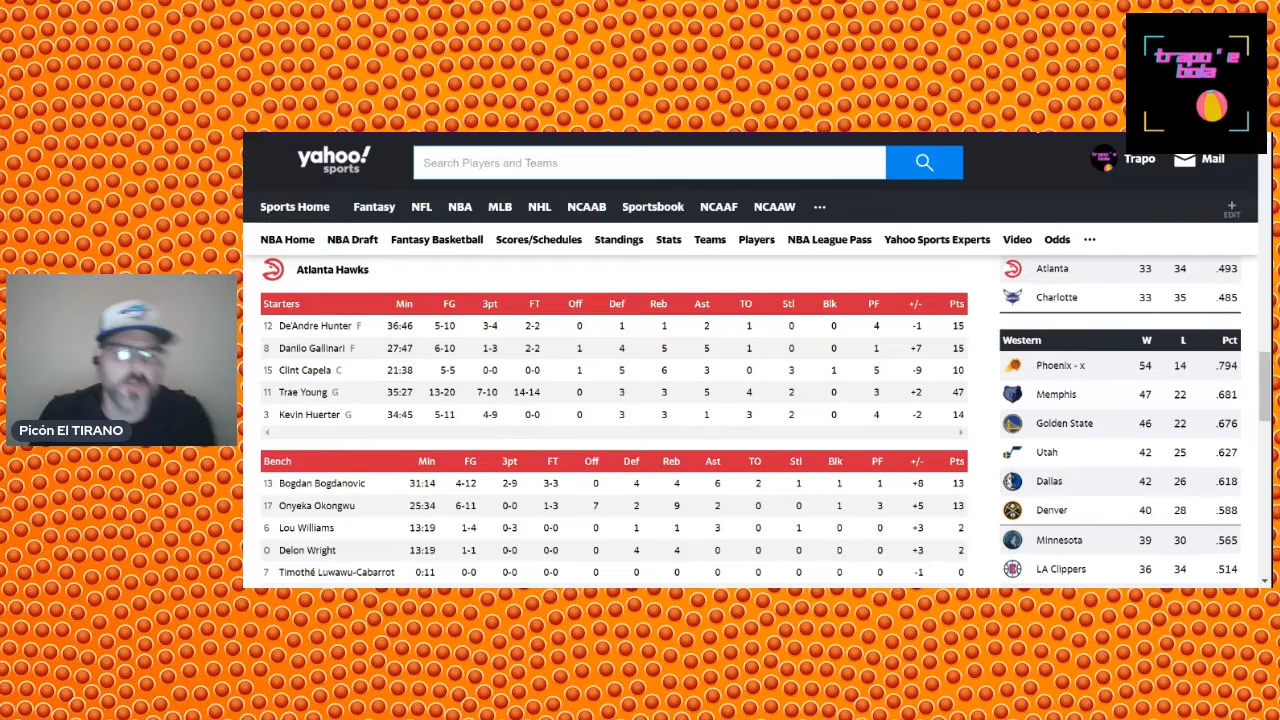 trapo'e
bola
yahoo!
sports
Search Players and Teams
Trapo
Mail
Sports Home Fantasy NFL NBA MLB NHL NCAAB Sportsbook NCAAF NCAAW ...
EDIT
NBA Home NBA Draft Fantasy Basketball Scores/Schedules Standings Stats Teams Players NBA League Pass Yahoo Sports Experts Video Odds ...
Atlanta Hawks
Starters Min FG 3pt FT Off Def Reb Ast TO Stl Blk PF +/- Pts
12 De'Andre Hunter F 36:46 5-10 3-4 2-2 0 1 1 2 1 0 0 4 -1 15
8 Danilo Gallinari F 27:47 6-10 1-3 2-2 1 4 5 5 1 0 0 1 +7 15
15 Clint Capela C 21:38 5-5 0-0 0-0 1 5 6 3 0 3 1 5 -9 10
11 Trae Young G 35:27 13-20 7-10 14-14 0 3 3 5 4 2 0 3 +2 47
3 Kevin Huerter G 34:45 5-11 4-9 0-0 0 3 3 1 3 2 0 4 -2 14
Bench Min FG 3pt FT Off Def Reb Ast TO Stl Blk PF +/- Pts
13 Bogdan Bogdanovic 31:14 4-12 2-9 3-3 0 4 4 6 2 1 1 1 +8 13
17 Onyeka Okongwu 25:34 6-11 0-0 1-3 7 2 9 2 0 0 1 3 +5 13
6 Lou Williams 13:19 1-4 0-3 0-0 0 1 1 3 0 1 0 0 +3 2
0 Delon Wright 13:19 1-1 0-0 0-0 0 4 4 0 0 0 0 0 +3 2
7 Timothé Luwawu-Cabarrot 0:11 0-0 0-0 0-0 0 0 0 0 0 0 0 0 -1 0
Atlanta 33 34 .493
Charlotte 33 35 .485
Western W L Pct
Phoenix - x 54 14 .794
Memphis 47 22 .681
Golden State 46 22 .676
Utah 42 25 .627
Dallas 42 26 .618
Denver 40 28 .588
Minnesota 39 30 .565
LA Clippers 36 34 .514
Picón El TIRANO